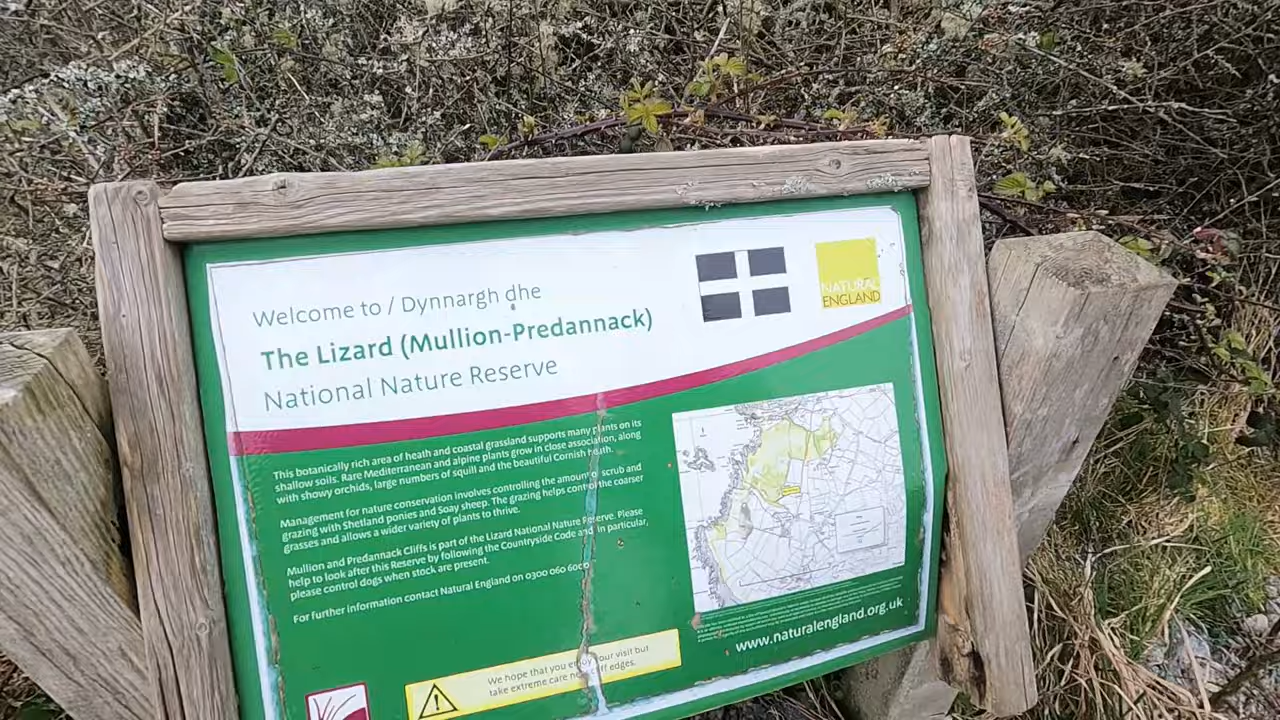 Welcome to / Dynnargh dhe
The Lizard (Mullion-Predannack)
National Nature Reserve
NATURAL
ENGLAND
This botanically rich area of heath and coastal grassland supports many plants on its
shallow soils. Rare Mediterranean and alpine plants grow in close association, along
with showy orchids, large numbers of squill and the beautiful Cornish heath.
Management for nature conservation involves controlling the amount of scrub and
grazing with Shetland ponies and Soay sheep. The grazing helps control the coarser
grasses and allows a wider variety of plants to thrive.
Mullion and Predannack Cliffs is part of the Lizard National Nature Reserve. Please
help to look after this Reserve by following the Countryside Code and, in particular,
please control dogs when stock are present.
For further information contact Natural England on 0300 060 6000
We hope that you enjoy your visit but
take extreme care near cliff edges.
www.naturalengland.org.uk